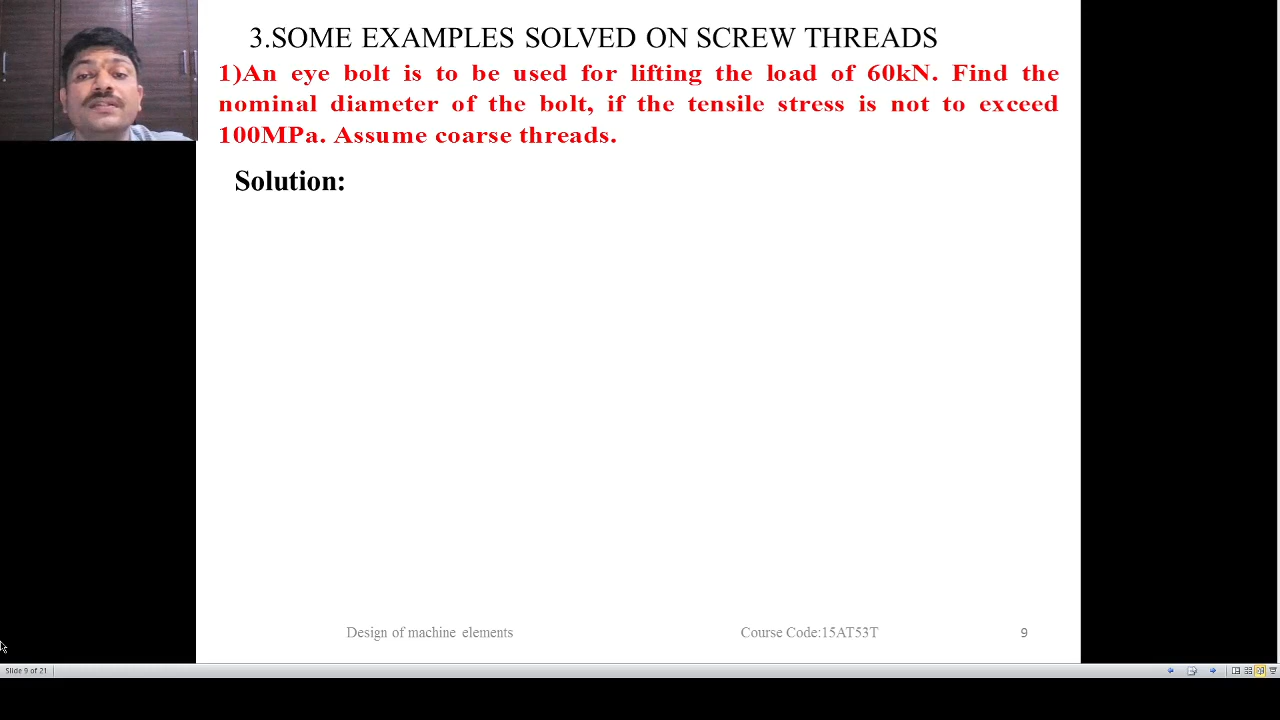 3.SOME EXAMPLES SOLVED ON SCREW THREADS
1)An eye bolt is to be used for lifting the load of 60kN. Find the
nominal diameter of the bolt, if the tensile stress is not to exceed
100MPa. Assume coarse threads.
Solution:
Design of machine elements Course Code:15AT53T 9
Slide 9 of 21